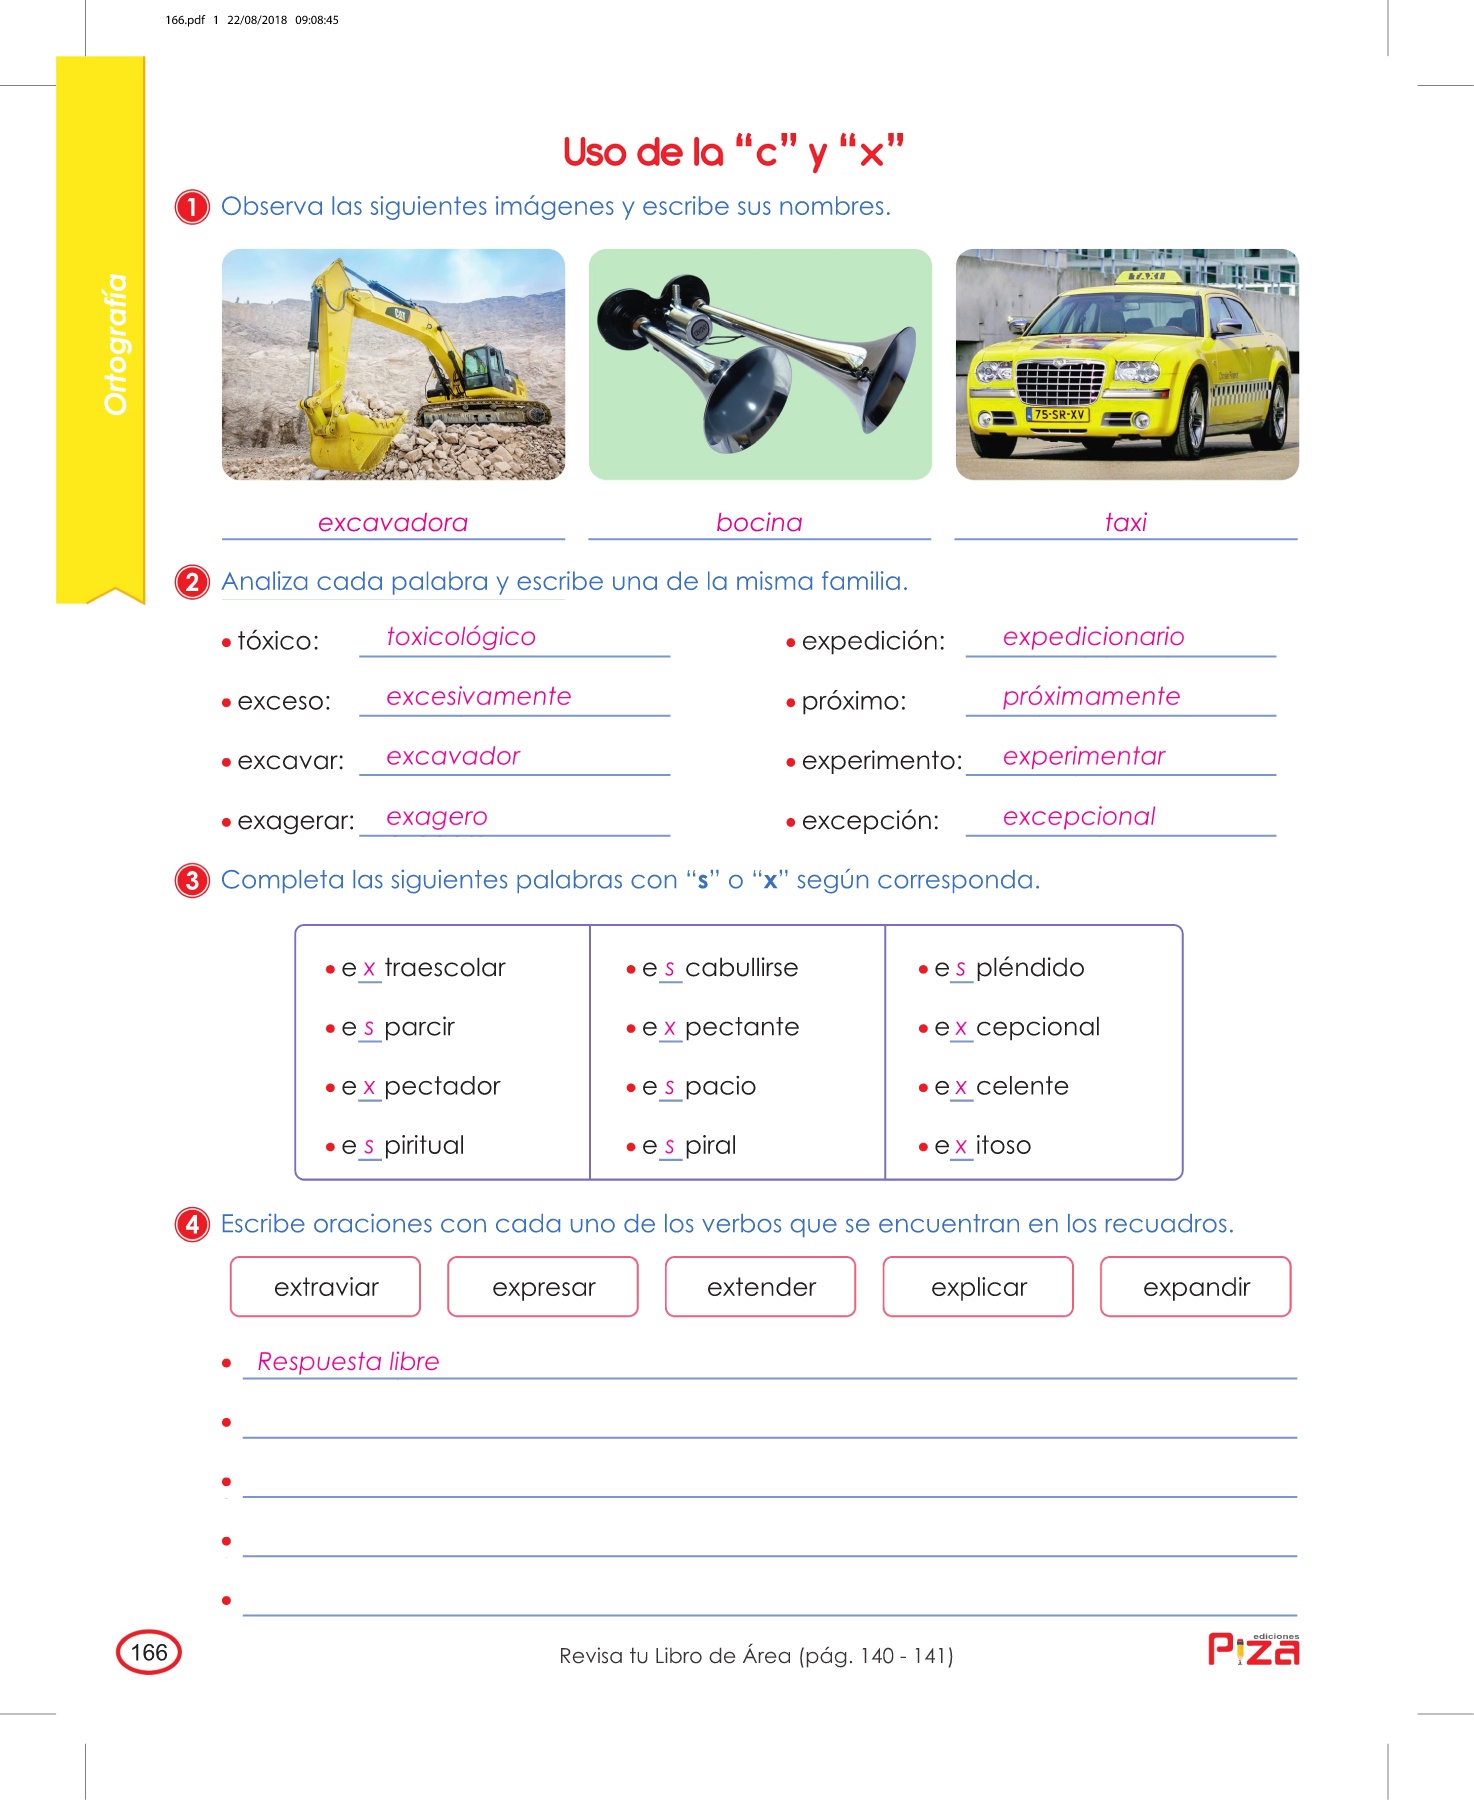 166.pdf 1 22/08/2018 09:08:45
Ortografía
Uso de la “c” y “x”
1 Observa las siguientes imágenes y escribe sus nombres.
CAT
TAXI
75-SR-XV
excavadora bocina taxi
2 Analiza cada palabra y escribe una de la misma familia.
• tóxico: toxicológico • expedición: expedicionario
• exceso: excesivamente • próximo: próximamente
• excavar: excavador • experimento: experimentar
• exagerar: exagero • excepción: excepcional
3 Completa las siguientes palabras con “s” o “x” según corresponda.
• e x traescolar • e s cabullirse • e s pléndido
• e s parcir • e x pectante • e x cepcional
• e x pectador • e s pacio • e x celente
• e s piritual • e s piral • e x itoso
4 Escribe oraciones con cada uno de los verbos que se encuentran en los recuadros.
extraviar expresar extender explicar expandir
• Respuesta libre
•
•
•
•
166 Revisa tu Libro de Área (pág. 140 - 141) ediciones Piza